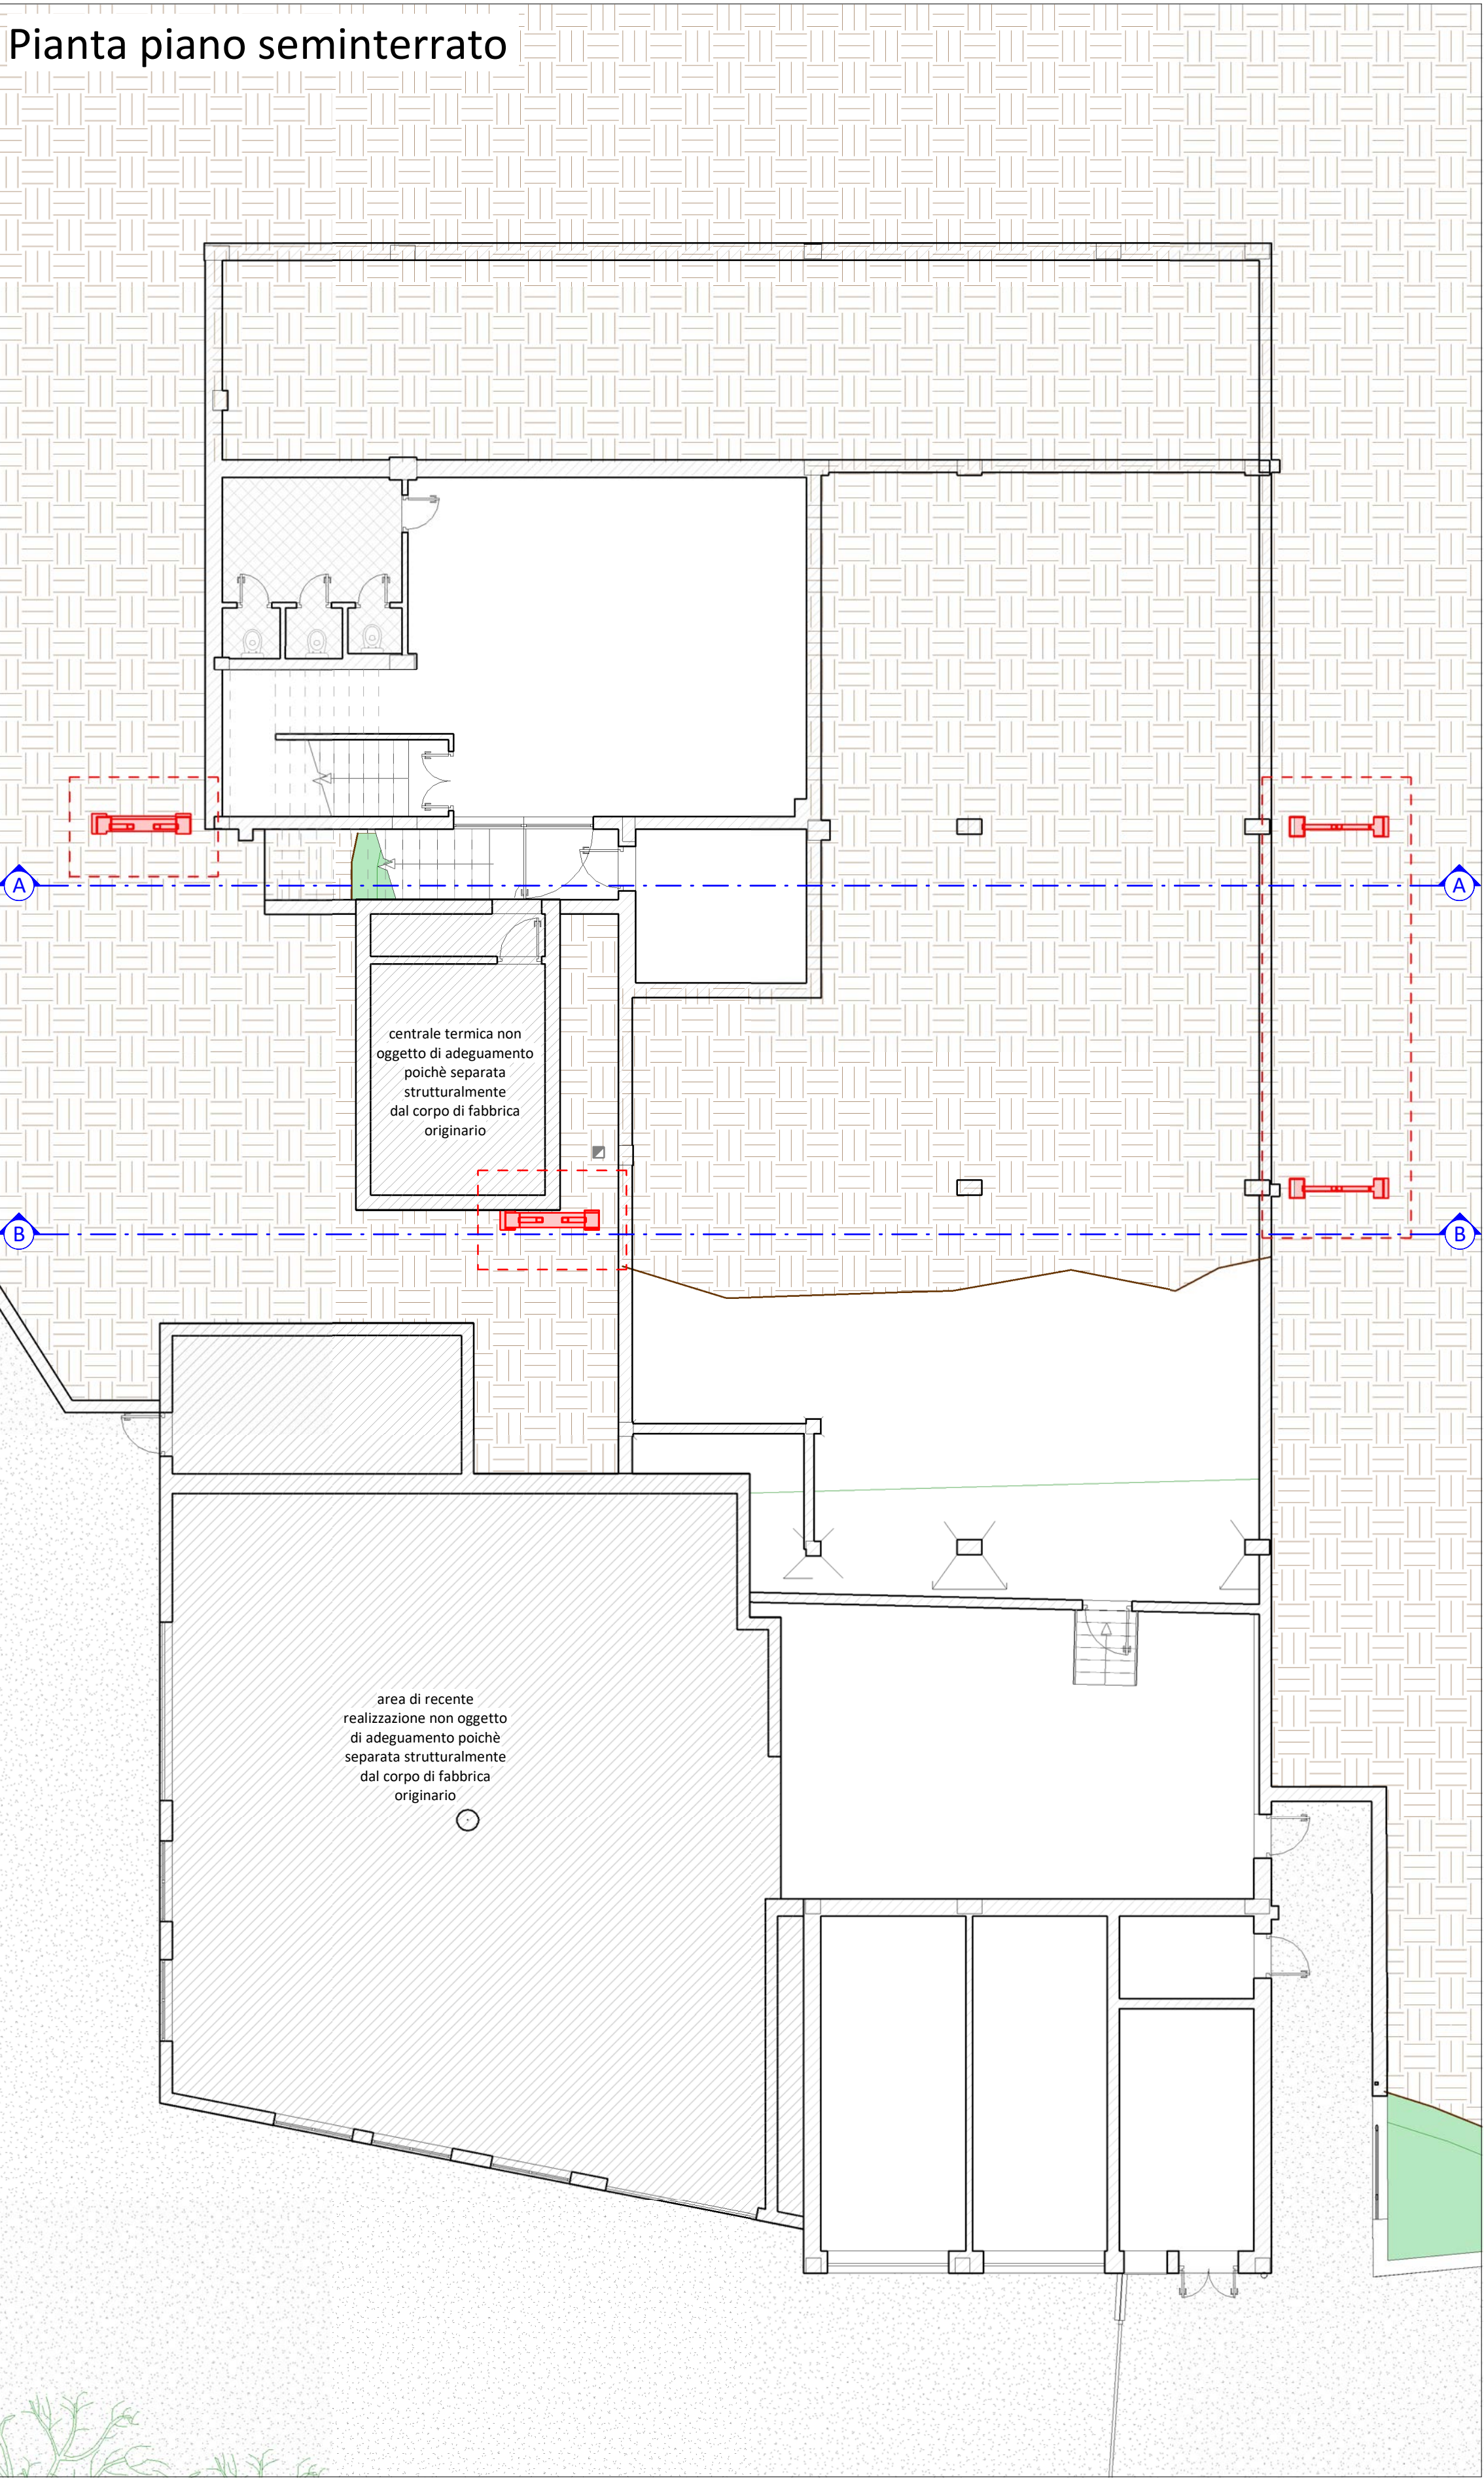 Pianta piano seminterrato
A
A
centrale termica non
oggetto di adeguamento
poichè separata
strutturalmente
dal corpo di fabbrica
originario
B
B
area di recente
realizzazione non oggetto
di adeguamento poichè
separata strutturalmente
dal corpo di fabbrica
originario